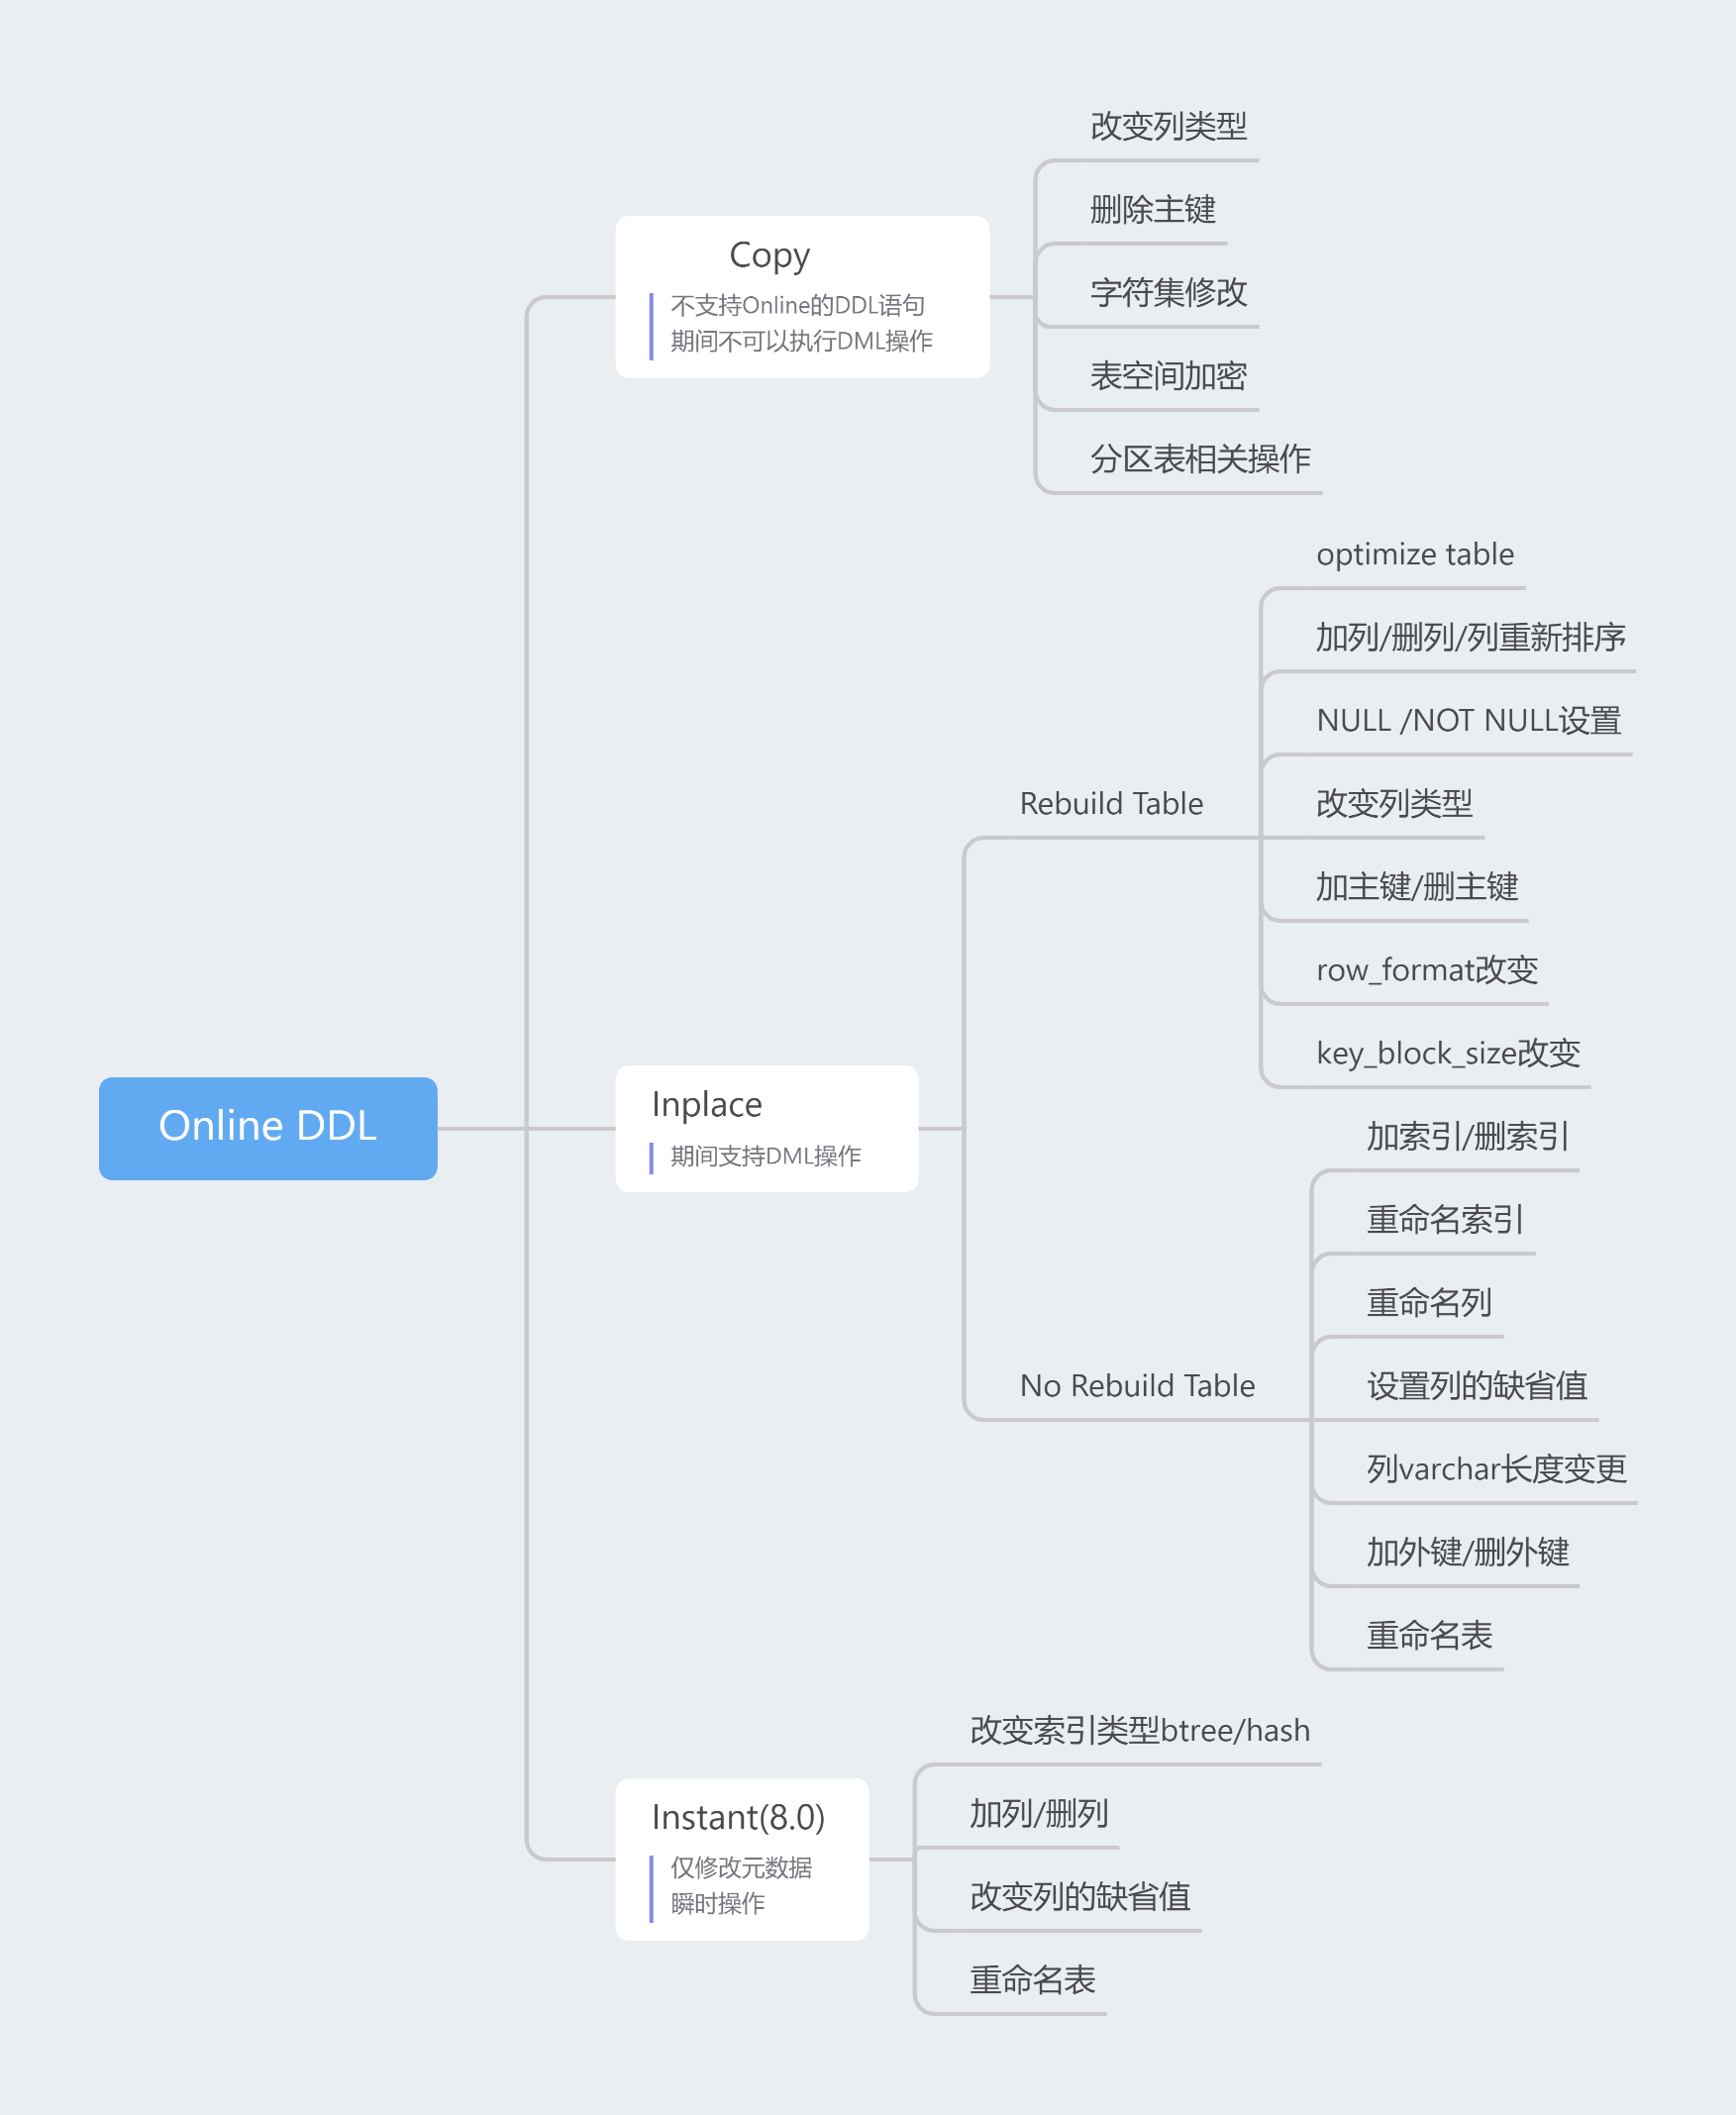 Online DDL
Copy
不支持Online的DDL语句
期间不可以执行DML操作
改变列类型
删除主键
字符集修改
表空间加密
分区表相关操作
Inplace
期间支持DML操作
Rebuild Table
optimize table
加列/删列/列重新排序
NULL /NOT NULL设置
改变列类型
加主键/删主键
row_format改变
key_block_size改变
No Rebuild Table
加索引/删索引
重命名索引
重命名列
设置列的缺省值
列varchar长度变更
加外键/删外键
重命名表
Instant(8.0)
仅修改元数据
瞬时操作
改变索引类型btree/hash
加列/删列
改变列的缺省值
重命名表